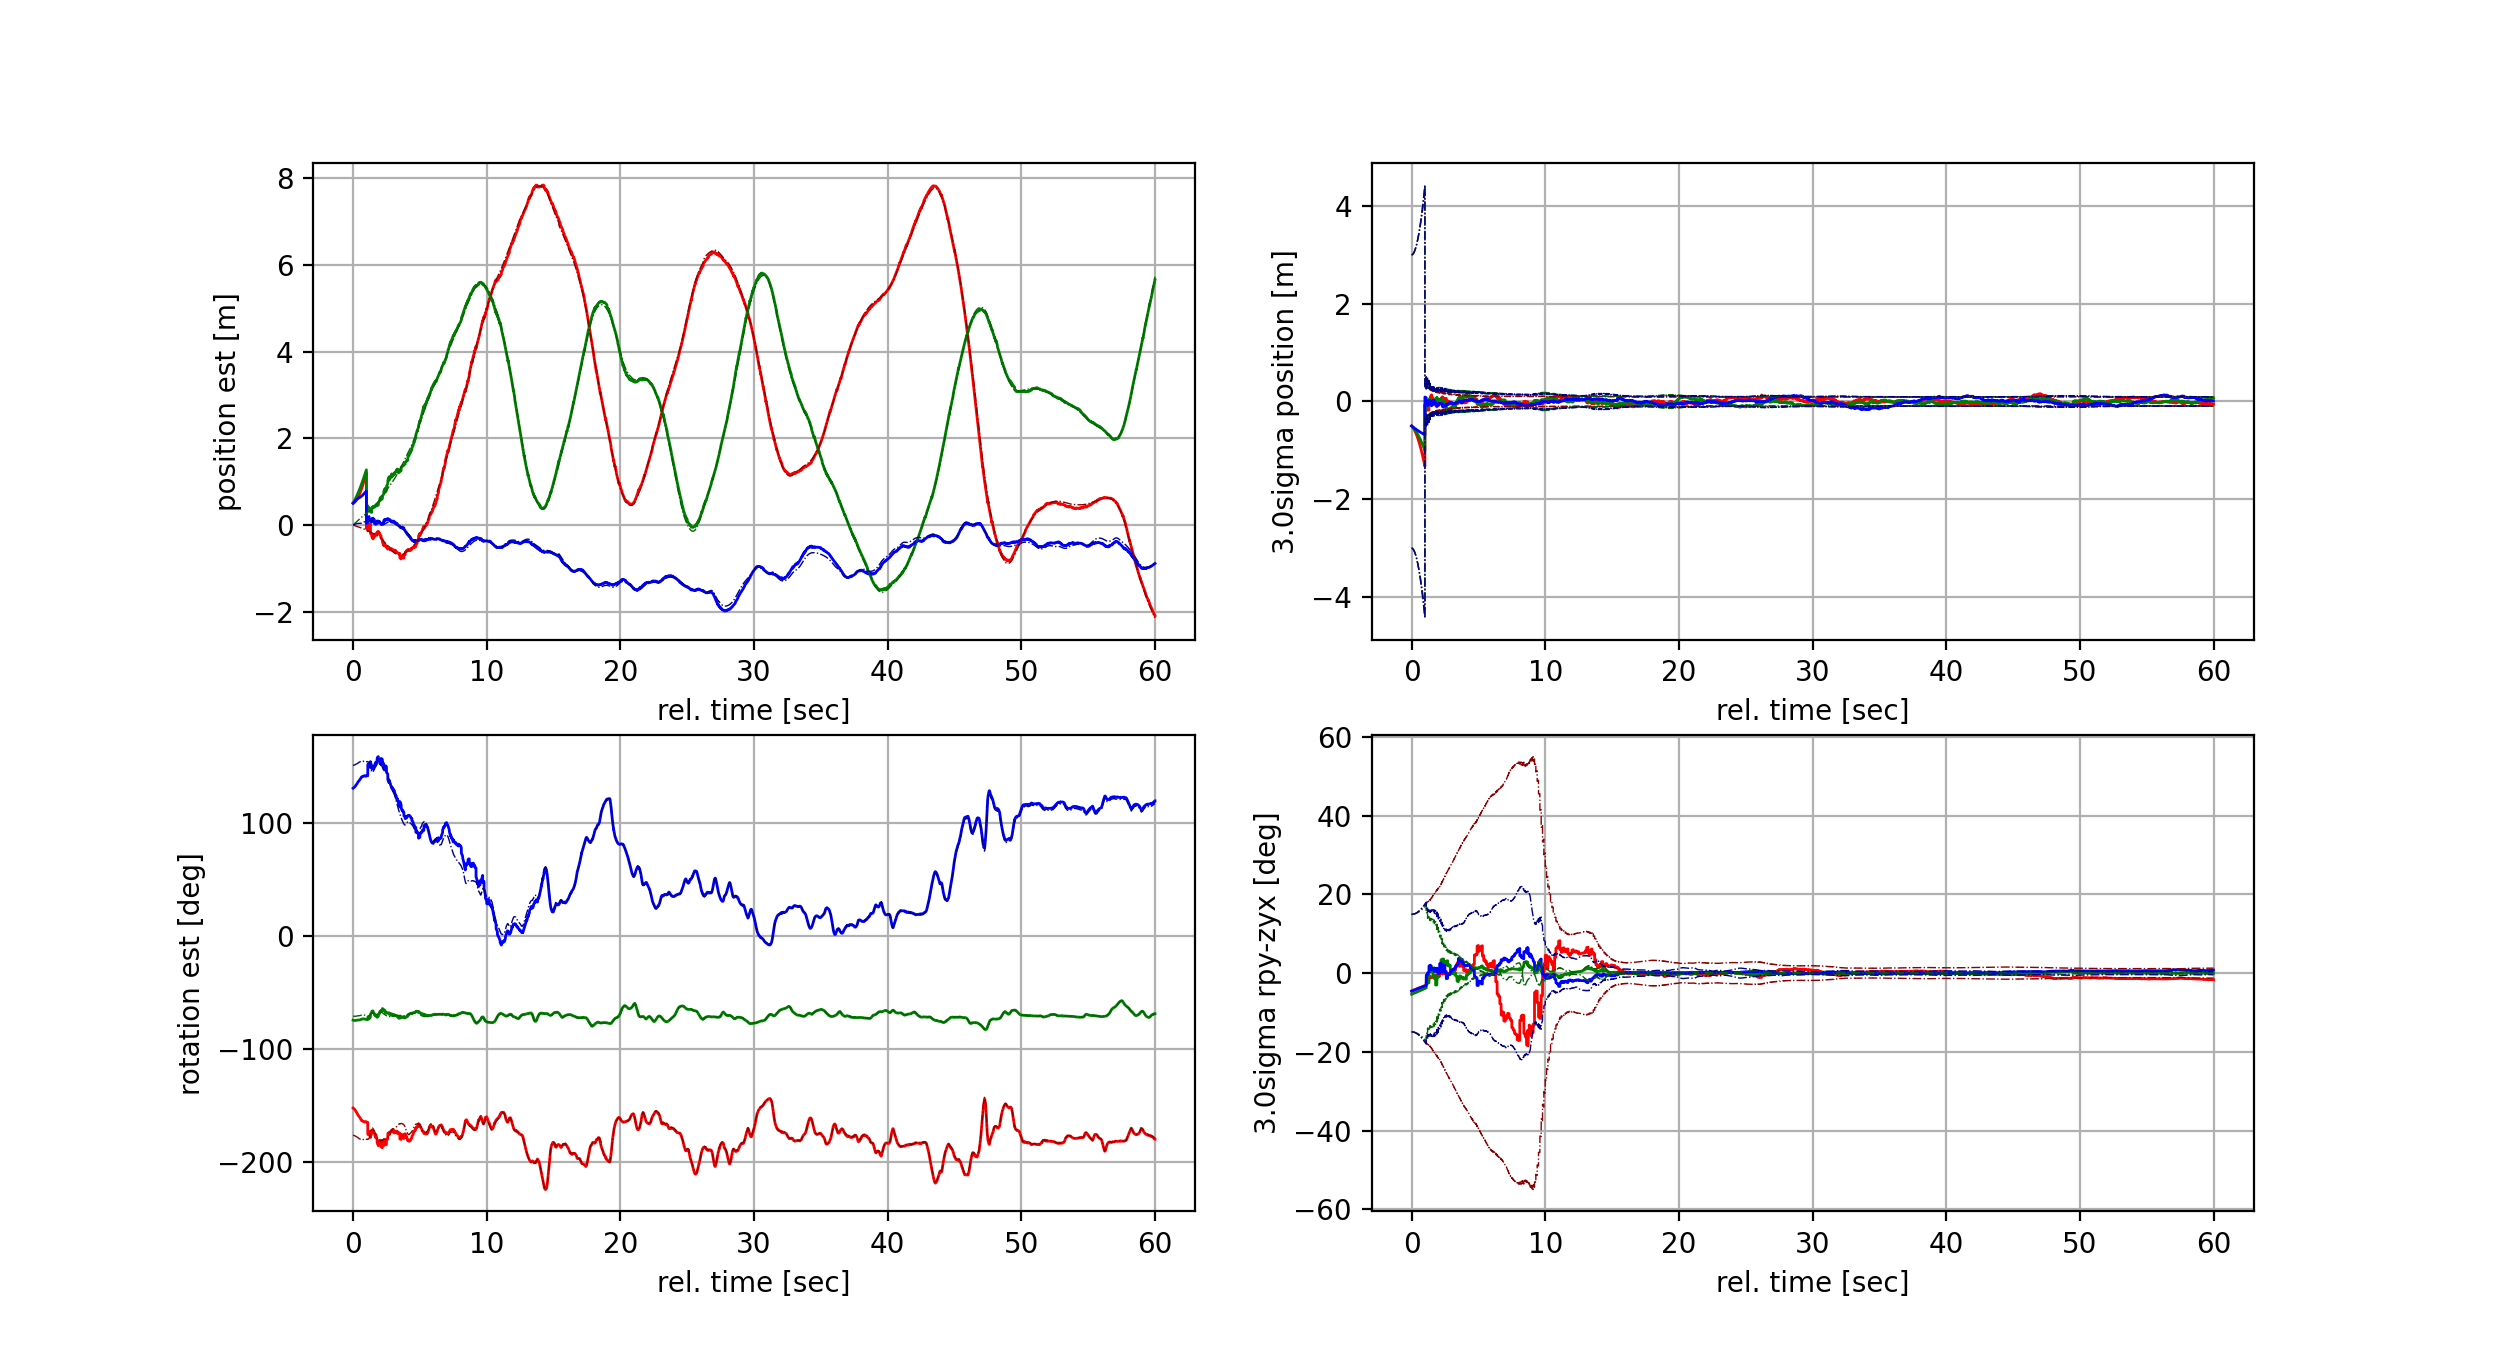 8
6
4
2
0
−2
position est [m]
0 10 20 30 40 50 60
rel. time [sec]
4
2
0
−2
−4
3.0sigma position [m]
0 10 20 30 40 50 60
rel. time [sec]
100
0
−100
−200
rotation est [deg]
0 10 20 30 40 50 60
rel. time [sec]
60
40
20
0
−20
−40
−60
3.0sigma rpy-zyx [deg]
0 10 20 30 40 50 60
rel. time [sec]